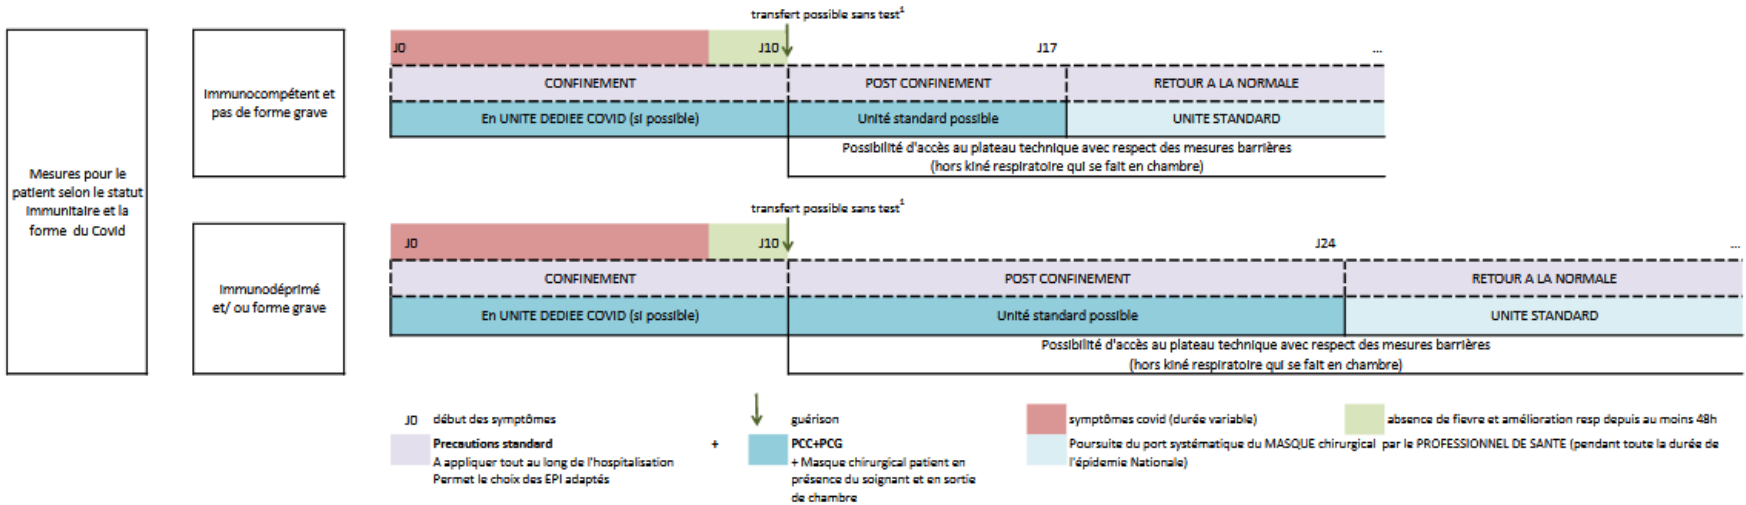 transfert possible sans test¹
J0
J10
J17
...
Immunocompétent et
pas de forme grave
CONFINEMENT
POST CONFINEMENT
RETOUR A LA NORMALE
En UNITE DEDIEE COVID (si possible)
Unité standard possible
UNITE STANDARD
Possibilité d'accès au plateau technique avec respect des mesures barrières
(hors kiné respiratoire qui se fait en chambre)
Mesures pour le
patient selon le statut
immunitaire et la
forme du Covid
transfert possible sans test¹
J0
J10
J24
...
Immunodéprimé
et/ ou forme grave
CONFINEMENT
POST CONFINEMENT
RETOUR A LA NORMALE
En UNITE DEDIEE COVID (si possible)
Unité standard possible
UNITE STANDARD
Possibilité d'accès au plateau technique avec respect des mesures barrières
(hors kiné respiratoire qui se fait en chambre)
J0 début des symptômes
guérison
symptômes covid (durée variable)
absence de fievre et amélioration resp depuis au moins 48h
Precautions standard
A appliquer tout au long de l'hospitalisation
Permet le choix des EPI adaptés
+
PCC+PCG
+ Masque chirurgical patient en
présence du soignant et en sortie
de chambre
Poursuite du port systématique du MASQUE chirurgical par le PROFESSIONNEL DE SANTE (pendant toute la durée de
l'épidemie Nationale)